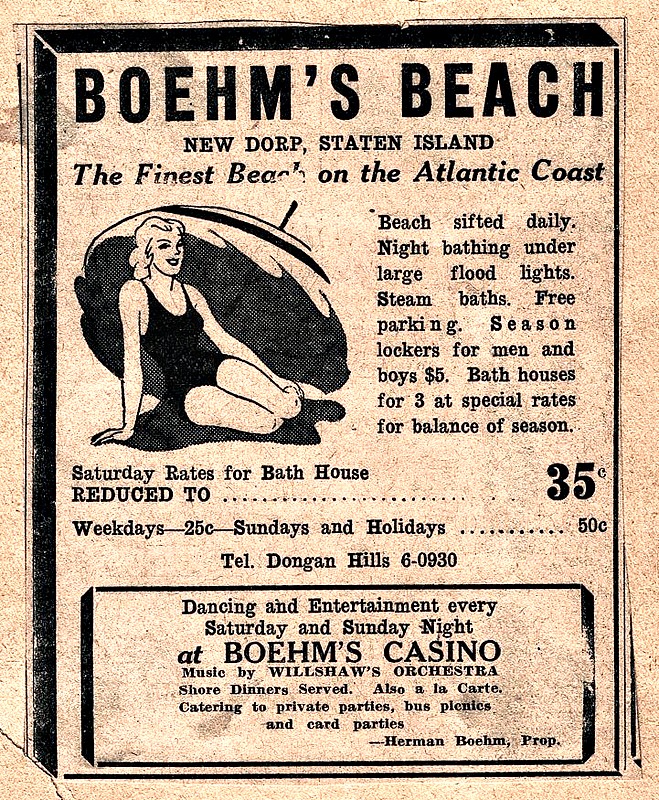 BOEHM'S BEACH
NEW DORP, STATEN ISLAND
The Finest Beach on the Atlantic Coast
Beach sifted daily.
Night bathing under
large flood lights.
Steam baths. Free
parking. Season
lockers for men and
boys $5. Bath houses
for 3 at special rates
for balance of season.
Saturday Rates for Bath House
REDUCED TO .............................. 35c
Weekdays—25c—Sundays and Holidays ........... 50c
Tel. Dongan Hills 6-0930
Dancing and Entertainment every
Saturday and Sunday Night
at BOEHM'S CASINO
Music by WILLSHAW'S ORCHESTRA
Shore Dinners Served. Also a la Carte.
Catering to private parties, bus picnics
and card parties
—Herman Boehm, Prop.